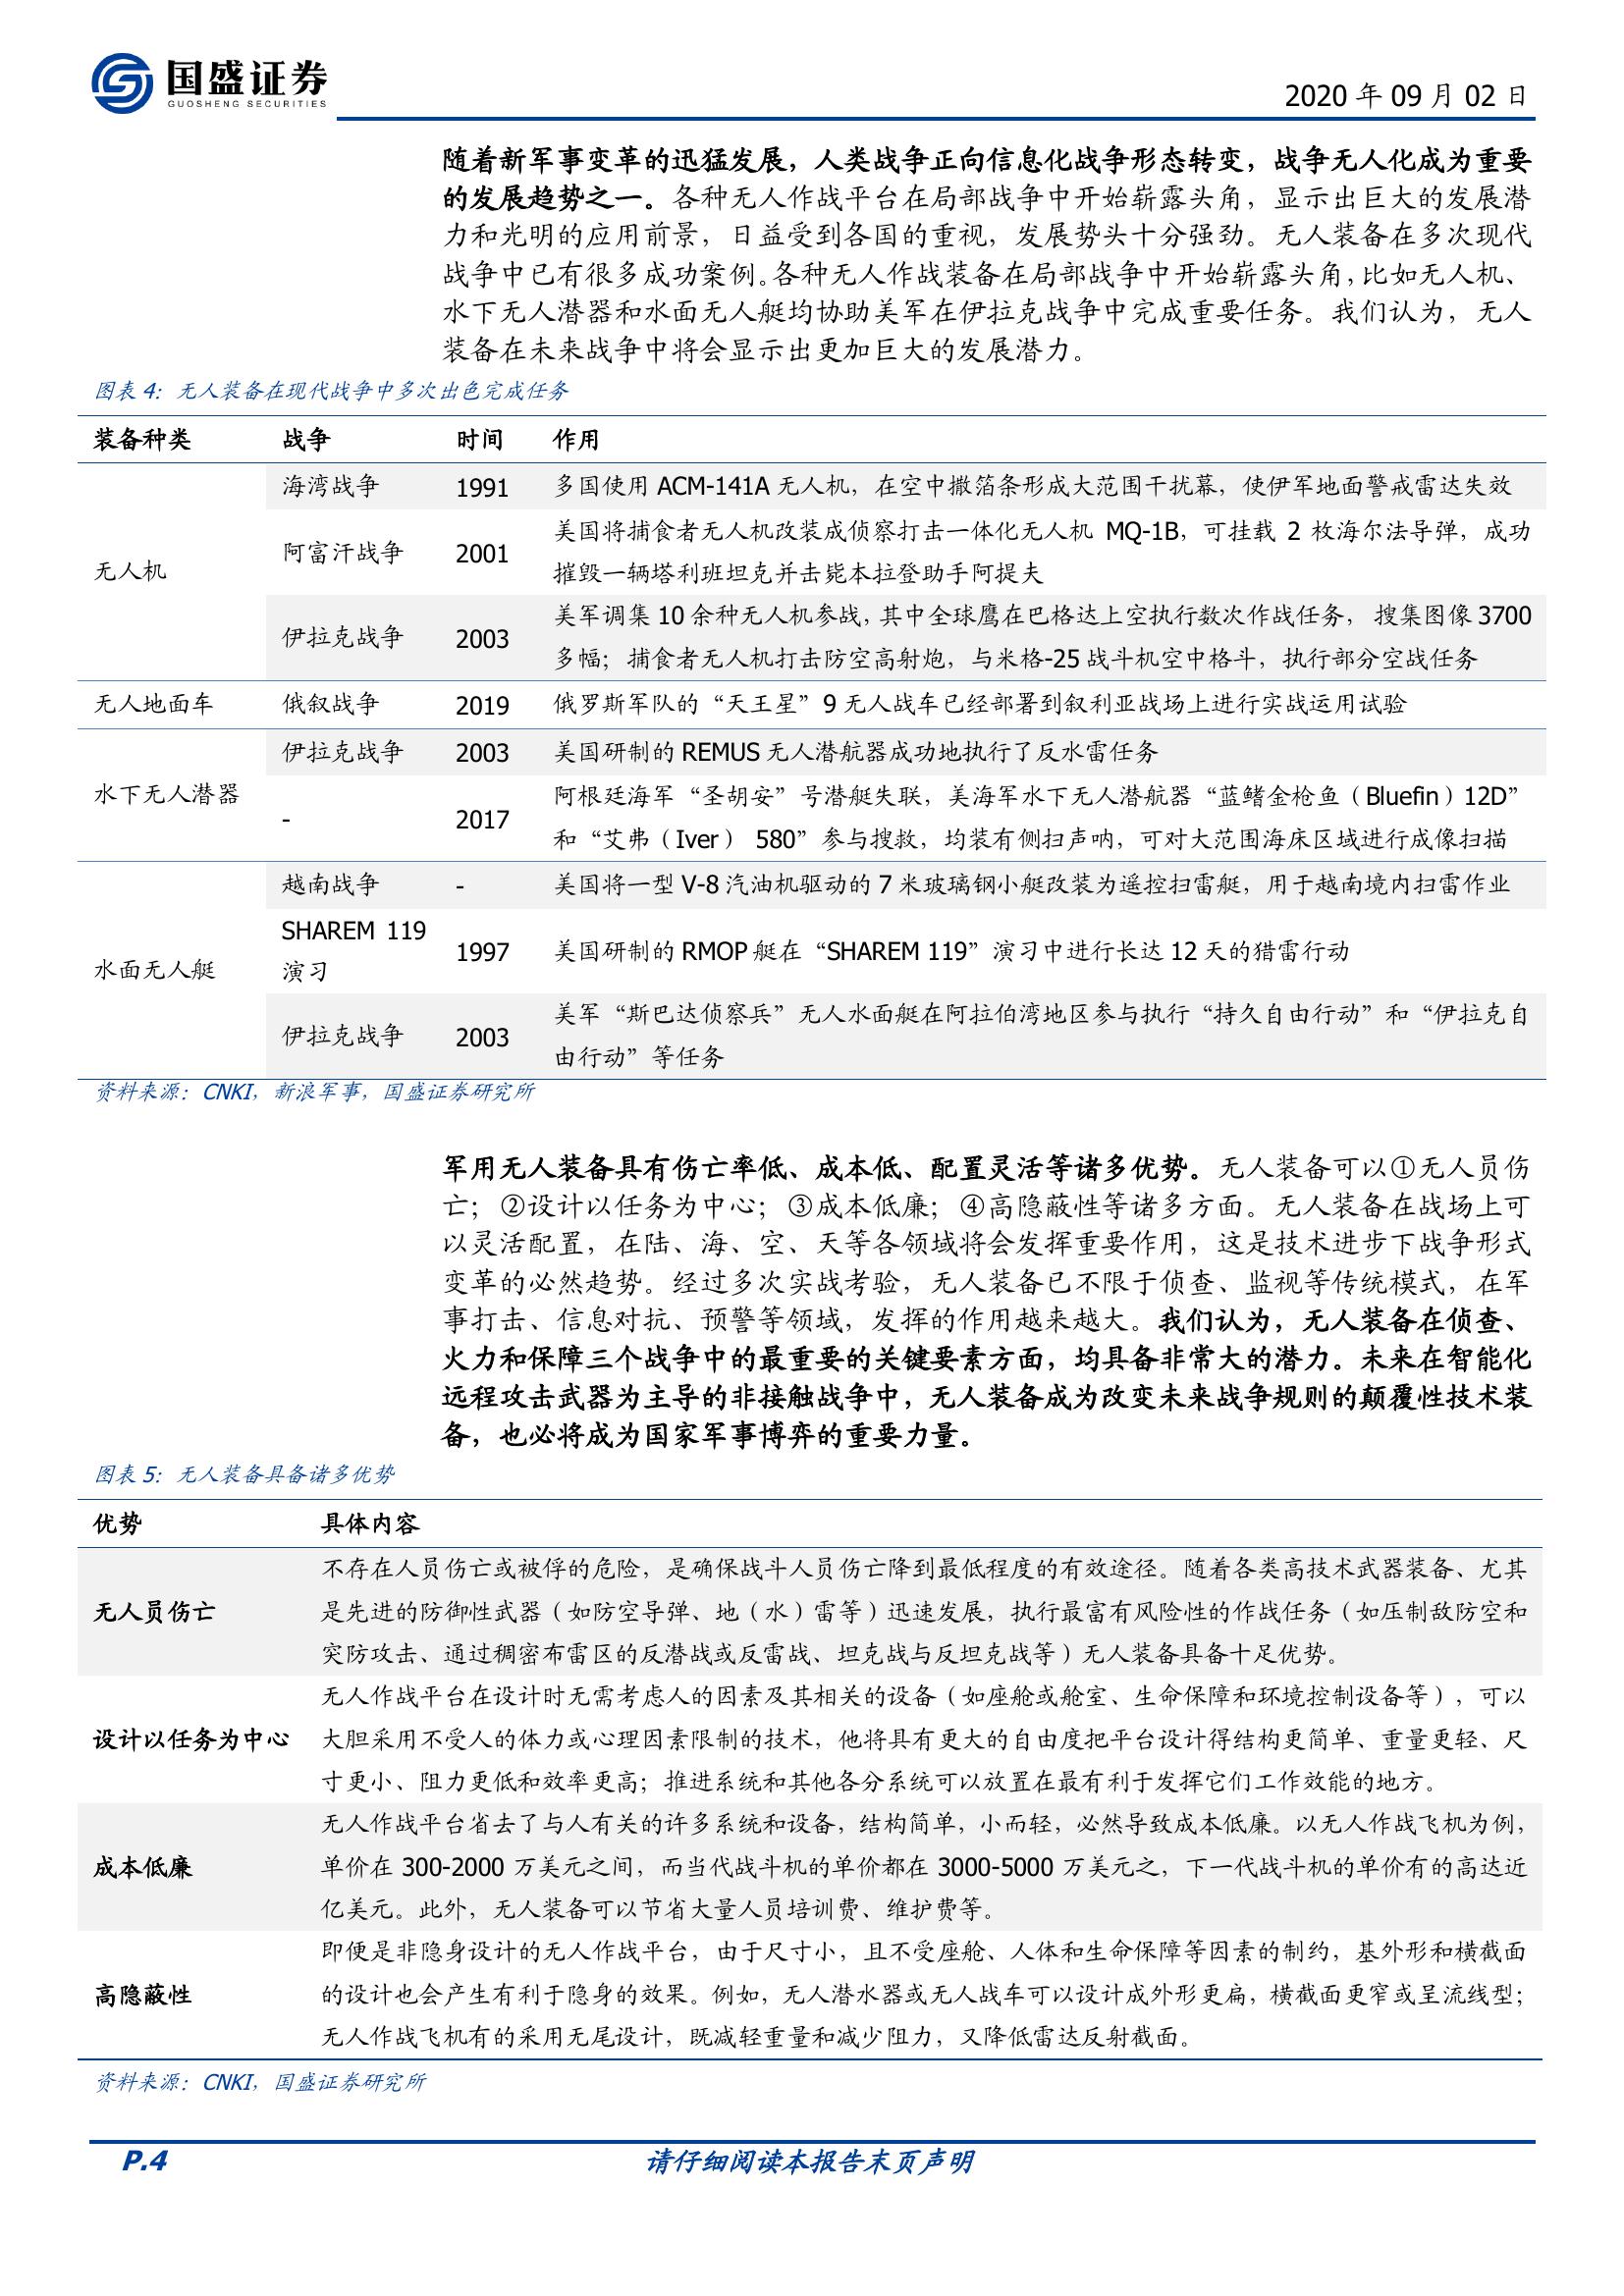 国盛证券
GUOSHENG SECURITIES
2020 年 09 月 02 日
随着新军事变革的迅猛发展，人类战争正向信息化战争形态转变，战争无人化成为重要
的发展趋势之一。各种无人作战平台在局部战争中开始崭露头角，显示出巨大的发展潜
力和光明的应用前景，日益受到各国的重视，发展势头十分强劲。无人装备在多次现代
战争中已有很多成功案例。各种无人作战装备在局部战争中开始崭露头角，比如无人机、
水下无人潜器和水面无人艇均协助美军在伊拉克战争中完成重要任务。我们认为，无人
装备在未来战争中将会显示出更加巨大的发展潜力。
图表 4：无人装备在现代战争中多次出色完成任务
装备种类 战争 时间 作用
无人机
海湾战争 1991 多国使用 ACM-141A 无人机，在空中撒箔条形成大范围干扰幕，使伊军地面警戒雷达失效
阿富汗战争 2001 美国将捕食者无人机改装成侦察打击一体化无人机 MQ-1B，可挂载 2 枚海尔法导弹，成功
摧毁一辆塔利班坦克并击毙本拉登助手阿提夫
伊拉克战争 2003 美军调集 10 余种无人机参战，其中全球鹰在巴格达上空执行数次作战任务， 搜集图像 3700
多幅；捕食者无人机打击防空高射炮，与米格-25 战斗机空中格斗，执行部分空战任务
无人地面车 俄叙战争 2019 俄罗斯军队的“天王星”9 无人战车已经部署到叙利亚战场上进行实战运用试验
水下无人潜器
伊拉克战争 2003 美国研制的 REMUS 无人潜航器成功地执行了反水雷任务
- 2017 阿根廷海军“圣胡安”号潜艇失联，美海军水下无人潜航器“蓝鳍金枪鱼（Bluefin）12D”
和“艾弗（Iver） 580”参与搜救，均装有侧扫声呐，可对大范围海床区域进行成像扫描
水面无人艇
越南战争 - 美国将一型 V-8 汽油机驱动的 7 米玻璃钢小艇改装为遥控扫雷艇，用于越南境内扫雷作业
SHAREM 119
演习 1997 美国研制的 RMOP 艇在“SHAREM 119”演习中进行长达 12 天的猎雷行动
伊拉克战争 2003 美军“斯巴达侦察兵”无人水面艇在阿拉伯湾地区参与执行“持久自由行动”和“伊拉克自
由行动”等任务
资料来源：CNKI，新浪军事，国盛证券研究所
军用无人装备具有伤亡率低、成本低、配置灵活等诸多优势。无人装备可以①无人员伤
亡；②设计以任务为中心；③成本低廉；④高隐蔽性等诸多方面。无人装备在战场上可
以灵活配置，在陆、海、空、天等各领域将会发挥重要作用，这是技术进步下战争形式
变革的必然趋势。经过多次实战考验，无人装备已不限于侦查、监视等传统模式，在军
事打击、信息对抗、预警等领域，发挥的作用越来越大。我们认为，无人装备在侦查、
火力和保障三个战争中的最重要的关键要素方面，均具备非常大的潜力。未来在智能化
远程攻击武器为主导的非接触战争中，无人装备成为改变未来战争规则的颠覆性技术装
备，也必将成为国家军事博弈的重要力量。
图表 5：无人装备具备诸多优势
优势 具体内容
无人员伤亡
不存在人员伤亡或被俘的危险，是确保战斗人员伤亡降到最低程度的有效途径。随着各类高技术武器装备、尤其
是先进的防御性武器（如防空导弹、地（水）雷等）迅速发展，执行最富有风险性的作战任务（如压制敌防空和
突防攻击、通过稠密布雷区的反潜战或反雷战、坦克战与反坦克战等）无人装备具备十足优势。
设计以任务为中心
无人作战平台在设计时无需考虑人的因素及其相关的设备（如座舱或舱室、生命保障和环境控制设备等），可以
大胆采用不受人的体力或心理因素限制的技术，他将具有更大的自由度把平台设计得结构更简单、重量更轻、尺
寸更小、阻力更低和效率更高；推进系统和其他各分系统可以放置在最有利于发挥它们工作效能的地方。
成本低廉
无人作战平台省去了与人有关的许多系统和设备，结构简单，小而轻，必然导致成本低廉。以无人作战飞机为例，
单价在 300-2000 万美元之间，而当代战斗机的单价都在 3000-5000 万美元之，下一代战斗机的单价有的高达近
亿美元。此外，无人装备可以节省大量人员培训费、维护费等。
高隐蔽性
即便是非隐身设计的无人作战平台，由于尺寸小，且不受座舱、人体和生命保障等因素的制约，基外形和横截面
的设计也会产生有利于隐身的效果。例如，无人潜水器或无人战车可以设计成外形更扁，横截面更窄或呈流线型；
无人作战飞机有的采用无尾设计，既减轻重量和减少阻力，又降低雷达反射截面。
资料来源：CNKI，国盛证券研究所
P.4 请仔细阅读本报告末页声明